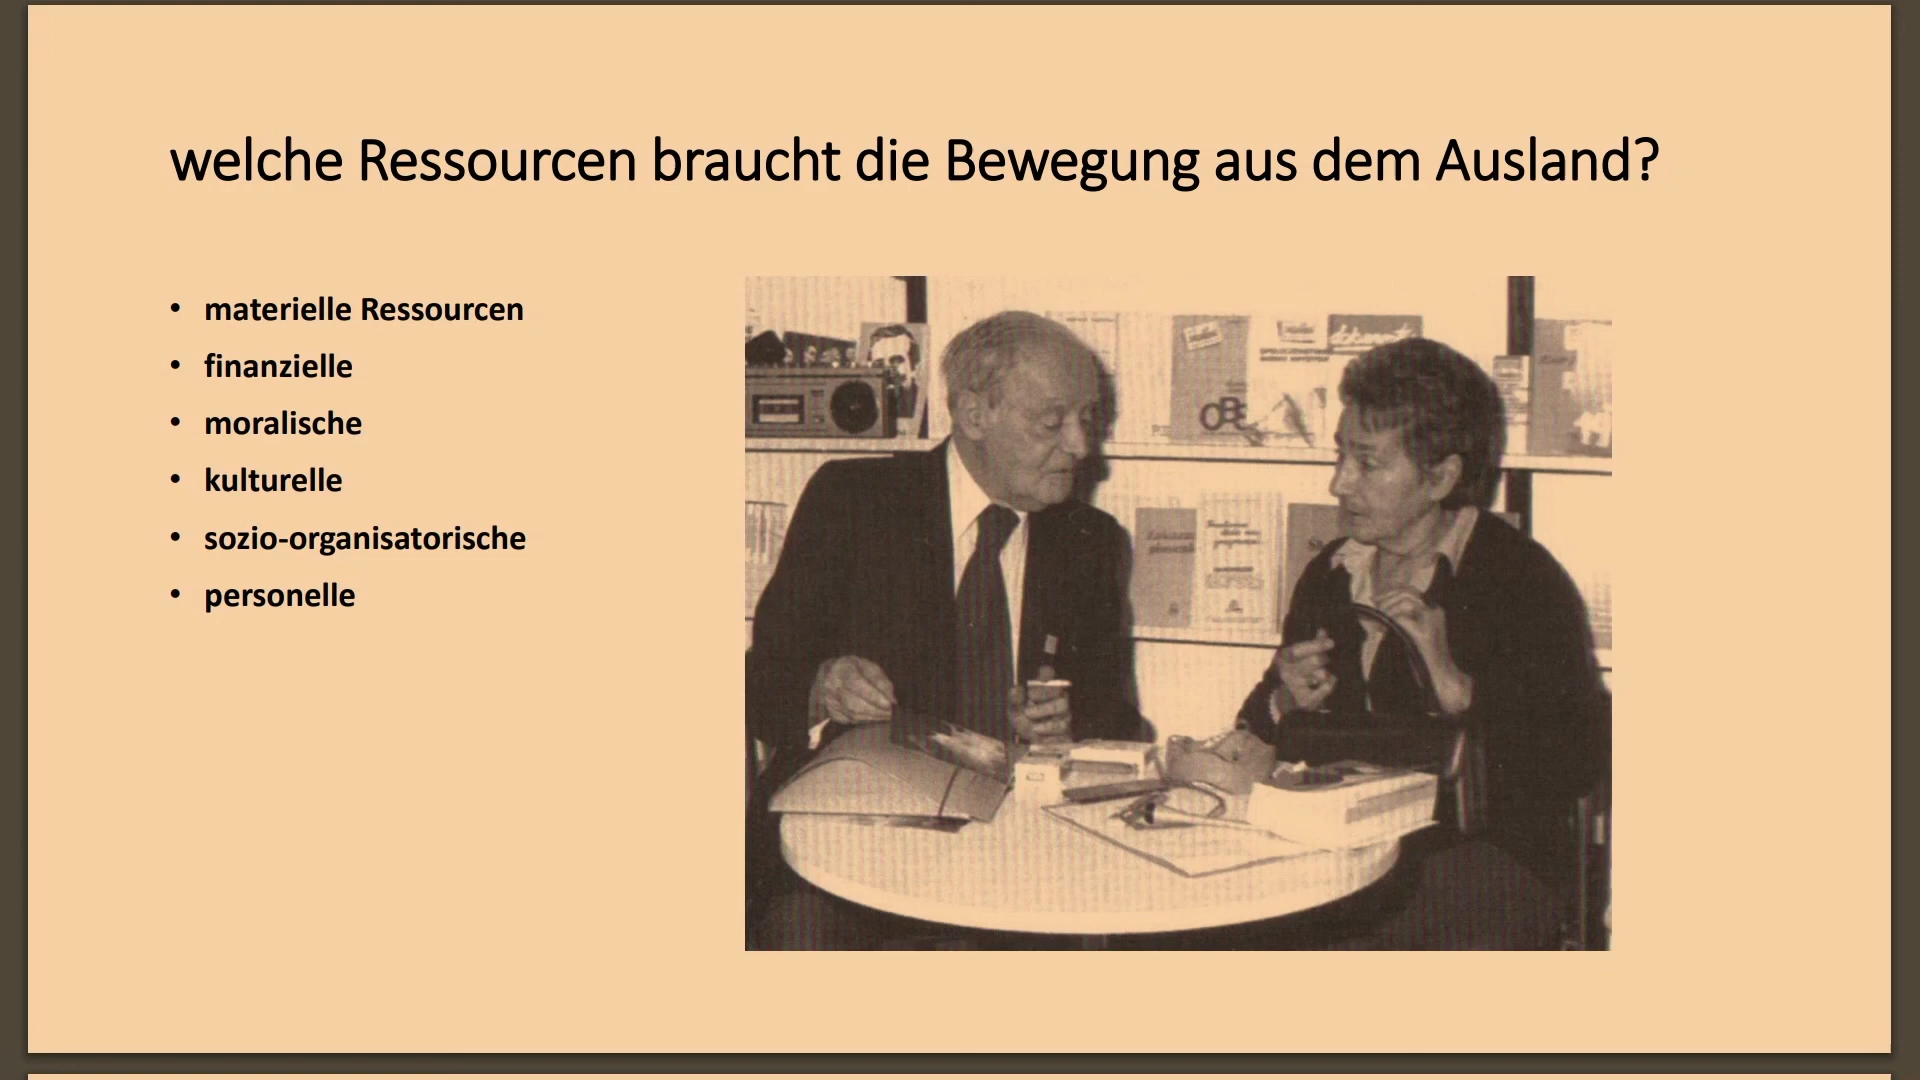 welche Ressourcen braucht die Bewegung aus dem Ausland?
• materielle Ressourcen
• finanzielle
• moralische
• kulturelle
• sozio-organisatorische
• personelle